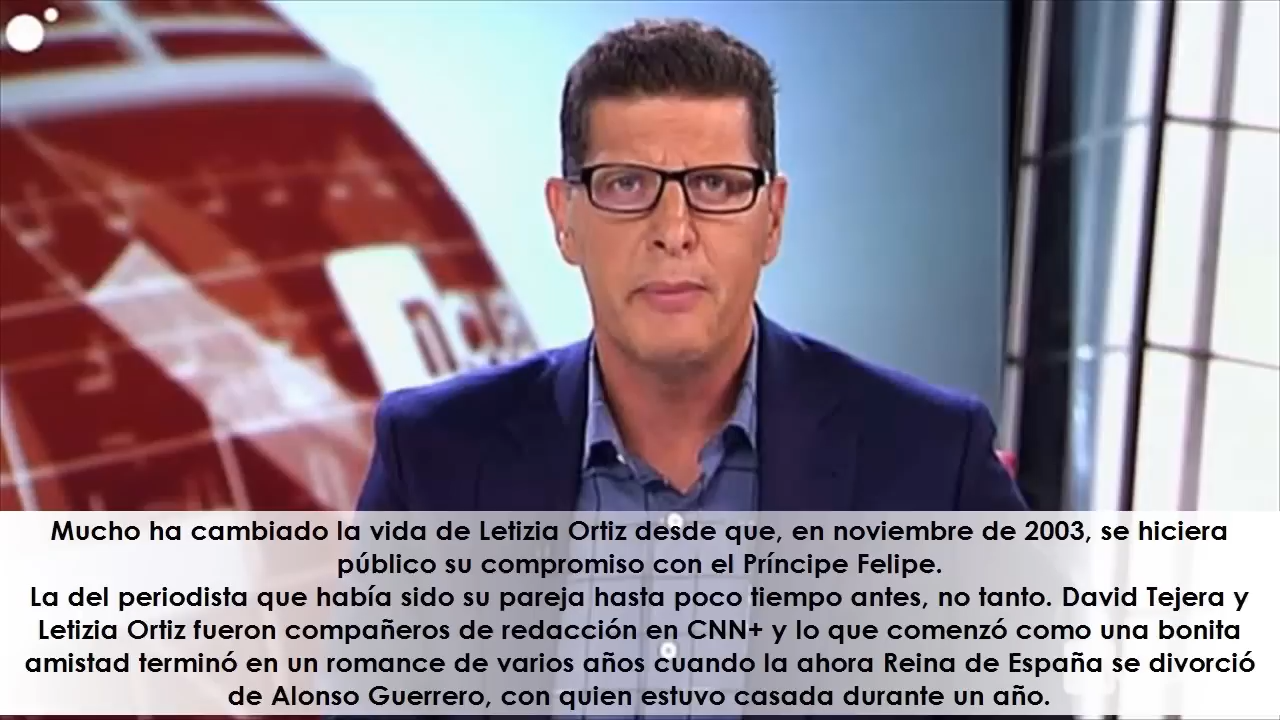 Mucho ha cambiado la vida de Letizia Ortiz desde que, en noviembre de 2003, se hiciera
público su compromiso con el Príncipe Felipe.
La del periodista que había sido su pareja hasta poco tiempo antes, no tanto. David Tejera y
Letizia Ortiz fueron compañeros de redacción en CNN+ y lo que comenzó como una bonita
amistad terminó en un romance de varios años cuando la ahora Reina de España se divorció
de Alonso Guerrero, con quien estuvo casada durante un año.